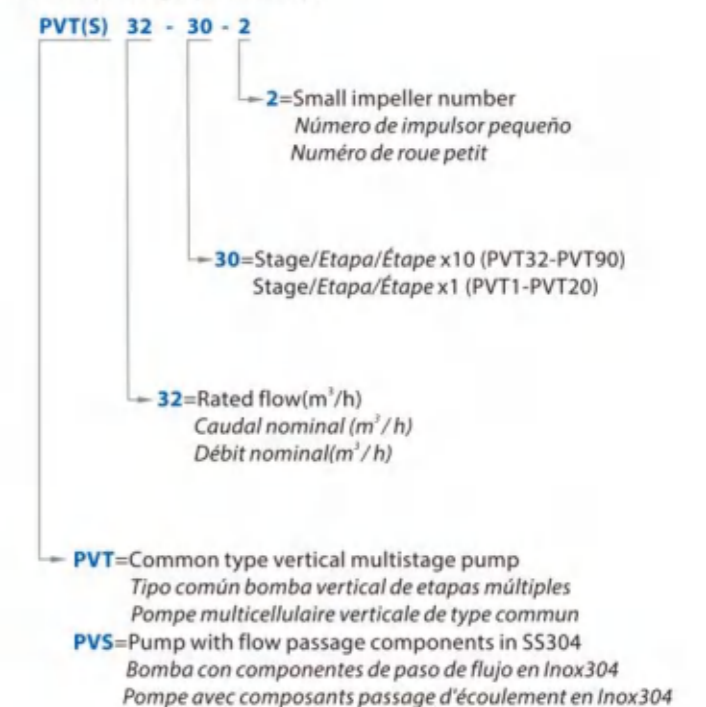 PVT(S) 32 - 30 - 2
2=Small impeller number
Número de impulsor pequeño
Numéro de roue petit
30=Stage/Etapa/Étape x10 (PVT32-PVT90)
Stage/Etapa/Étape x1 (PVT1-PVT20)
32=Rated flow(m³/h)
Caudal nominal (m³/h)
Débit nominal(m³/h)
PVT=Common type vertical multistage pump
Tipo común bomba vertical de etapas múltiples
Pompe multicellulaire verticale de type commun
PVS=Pump with flow passage components in SS304
Bomba con componentes de paso de flujo en Inox304
Pompe avec composants passage d'écoulement en Inox304